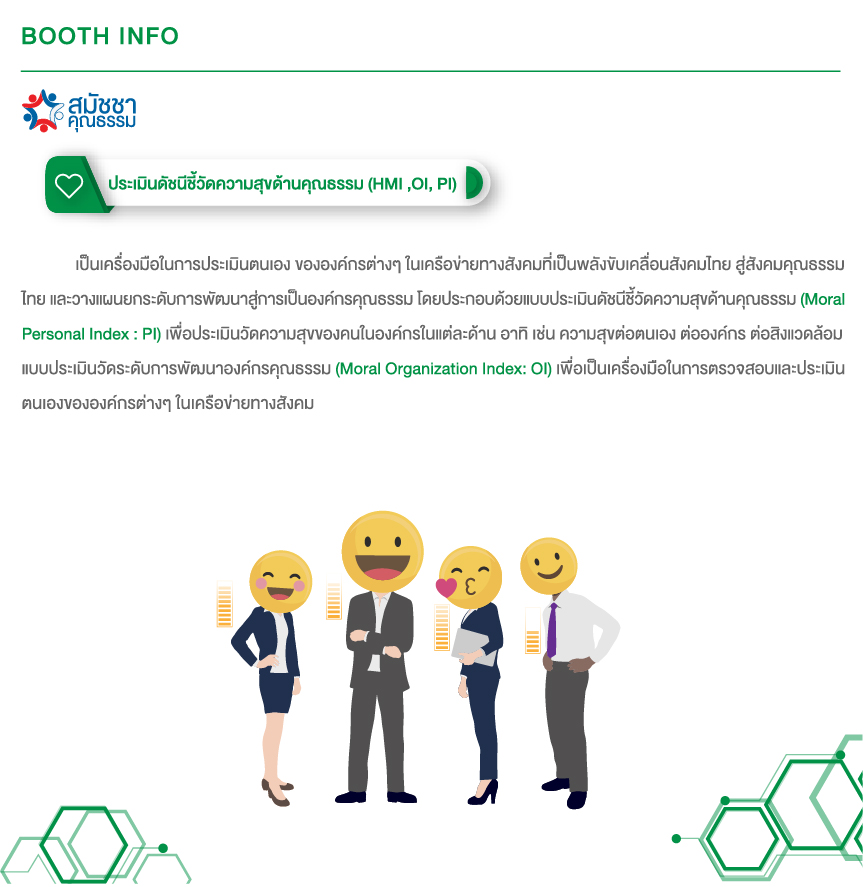 BOOTH INFO
สมัชชา
คุณธรรม
ประเมินดัชนีชี้วัดความสุขด้านคุณธรรม (HMI ,OI, PI)
เป็นเครื่องมือในการประเมินตนเอง ขององค์กรต่างๆ ในเครือข่ายทางสังคมที่เป็นพลังขับเคลื่อนสังคมไทย สู่สังคมคุณธรรม
ไทย และวางแผนยกระดับการพัฒนาสู่การเป็นองค์กรคุณธรรม โดยประกอบด้วยแบบประเมินดัชนีชี้วัดความสุขด้านคุณธรรม (Moral
Personal Index : PI) เพื่อประเมินวัดความสุขของคนในองค์กรในแต่ละด้าน อาทิ เช่น ความสุขต่อตนเอง ต่อองค์กร ต่อสิ่งแวดล้อม
แบบประเมินวัดระดับการพัฒนาองค์กรคุณธรรม (Moral Organization Index: OI) เพื่อเป็นเครื่องมือในการตรวจสอบและประเมิน
ตนเองขององค์กรต่างๆ ในเครือข่ายทางสังคม